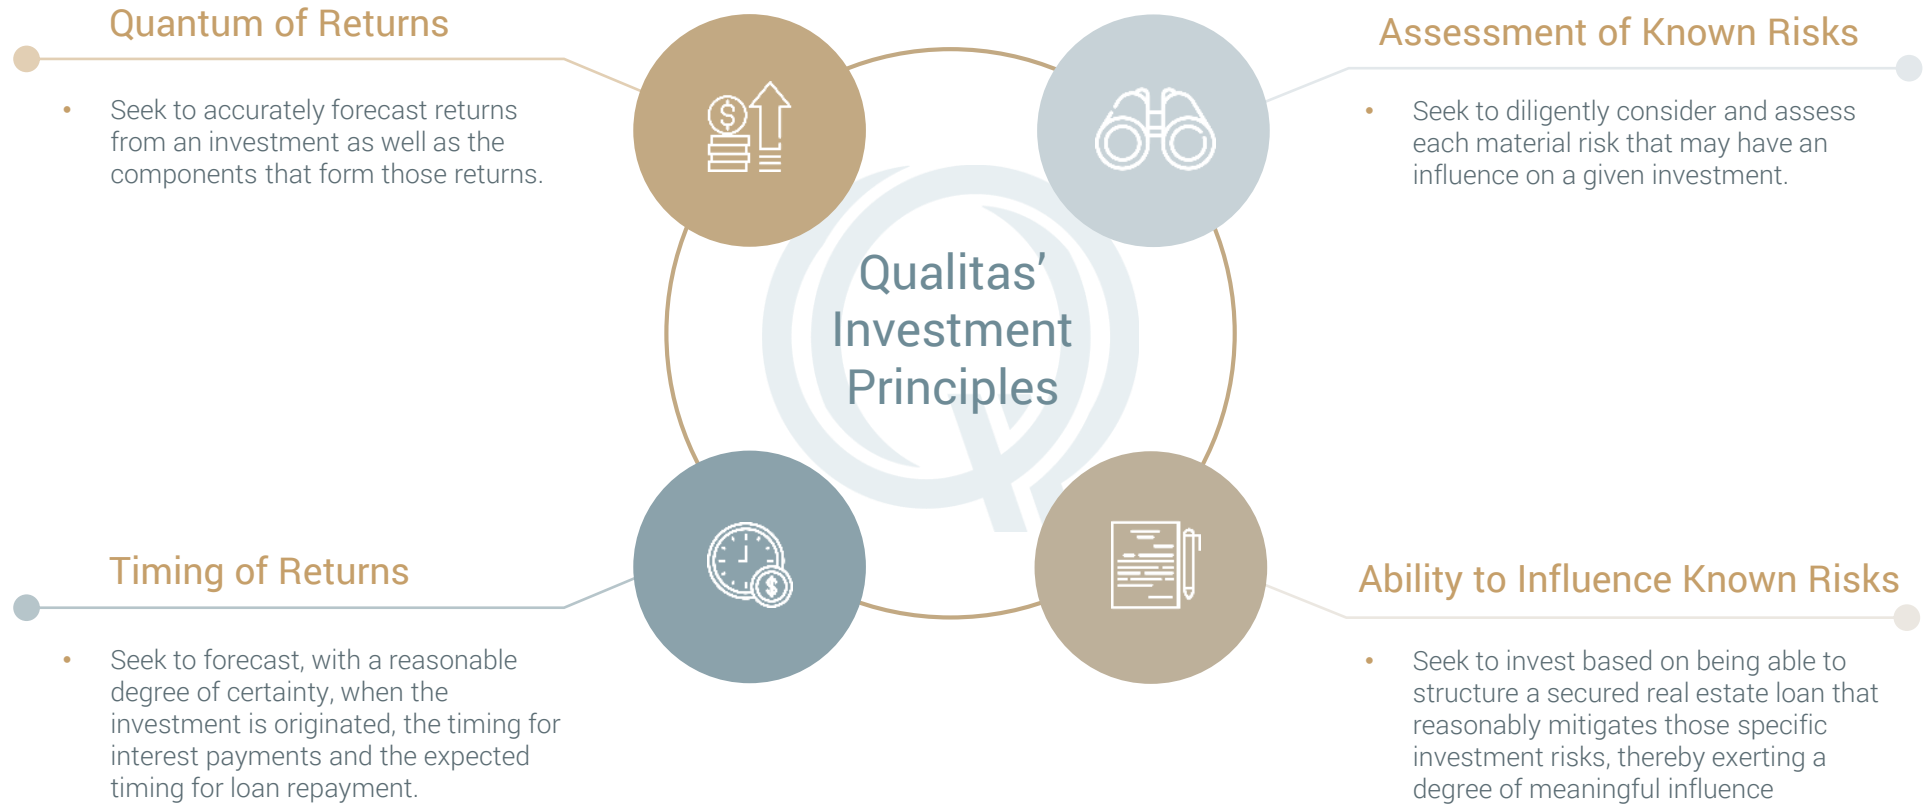 Quantum of Returns
• Seek to accurately forecast returns
from an investment as well as the
components that form those returns.
Assessment of Known Risks
• Seek to diligently consider and assess
each material risk that may have an
influence on a given investment.
Qualitas’
Investment
Principles
Timing of Returns
• Seek to forecast, with a reasonable
degree of certainty, when the
investment is originated, the timing for
interest payments and the expected
timing for loan repayment.
Ability to Influence Known Risks
• Seek to invest based on being able to
structure a secured real estate loan that
reasonably mitigates those specific
investment risks, thereby exerting a
degree of meaningful influence